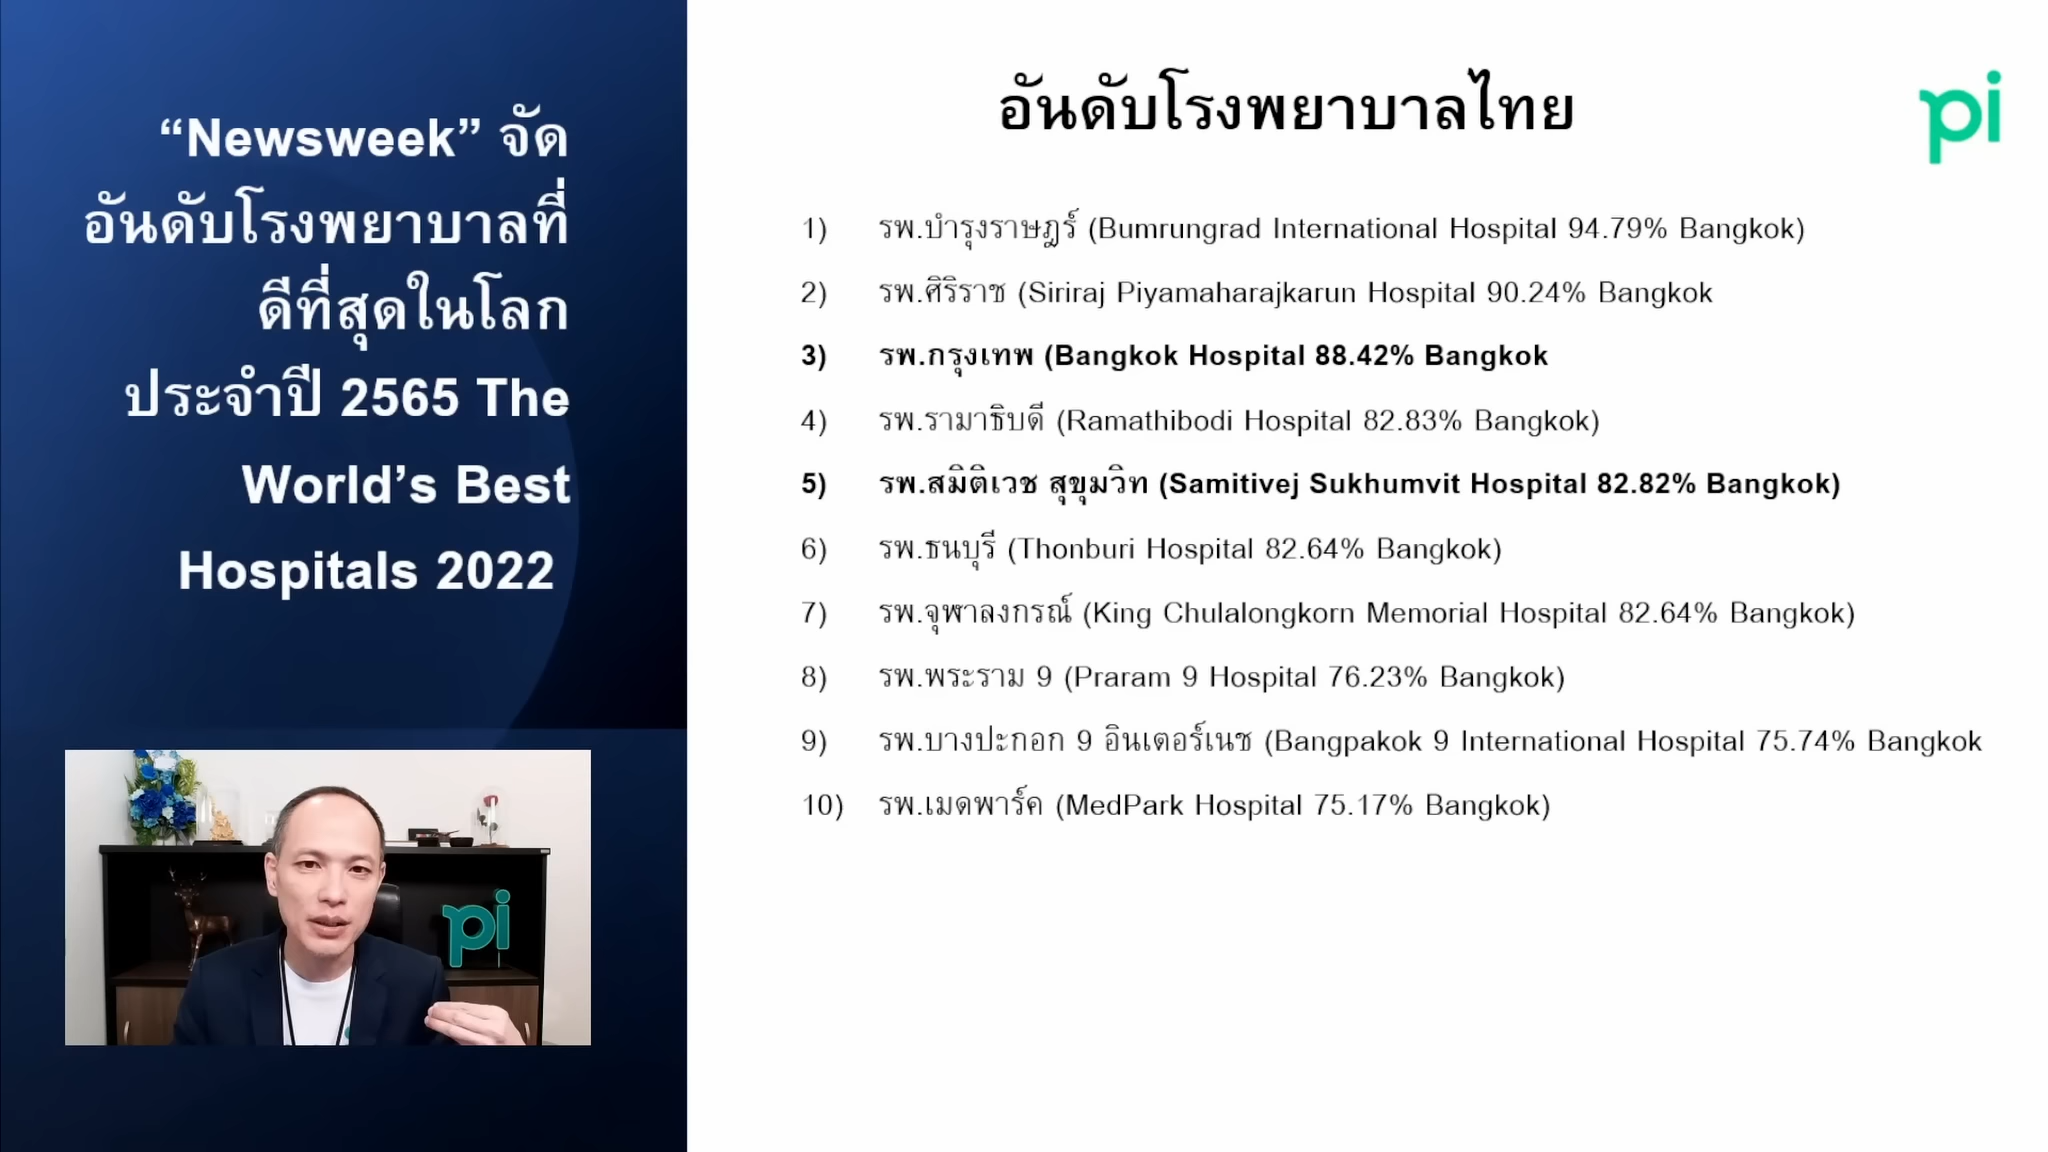 “Newsweek” จัด
อันดับโรงพยาบาลที่
ดีที่สุดในโลก
ประจำปี 2565 The
World’s Best
Hospitals 2022
อันดับโรงพยาบาลไทย
pi
1) รพ.บำรุงราษฎร์ (Bumrungrad International Hospital 94.79% Bangkok)
2) รพ.ศิริราช (Siriraj Piyamaharajkarun Hospital 90.24% Bangkok
3) รพ.กรุงเทพ (Bangkok Hospital 88.42% Bangkok
4) รพ.รามาธิบดี (Ramathibodi Hospital 82.83% Bangkok)
5) รพ.สมิติเวช สุขุมวิท (Samitivej Sukhumvit Hospital 82.82% Bangkok)
6) รพ.ธนบุรี (Thonburi Hospital 82.64% Bangkok)
7) รพ.จุฬาลงกรณ์ (King Chulalongkorn Memorial Hospital 82.64% Bangkok)
8) รพ.พระราม 9 (Praram 9 Hospital 76.23% Bangkok)
9) รพ.บางปะกอก 9 อินเตอร์เนช (Bangpakok 9 International Hospital 75.74% Bangkok
10) รพ.เมดพาร์ค (MedPark Hospital 75.17% Bangkok)
pi